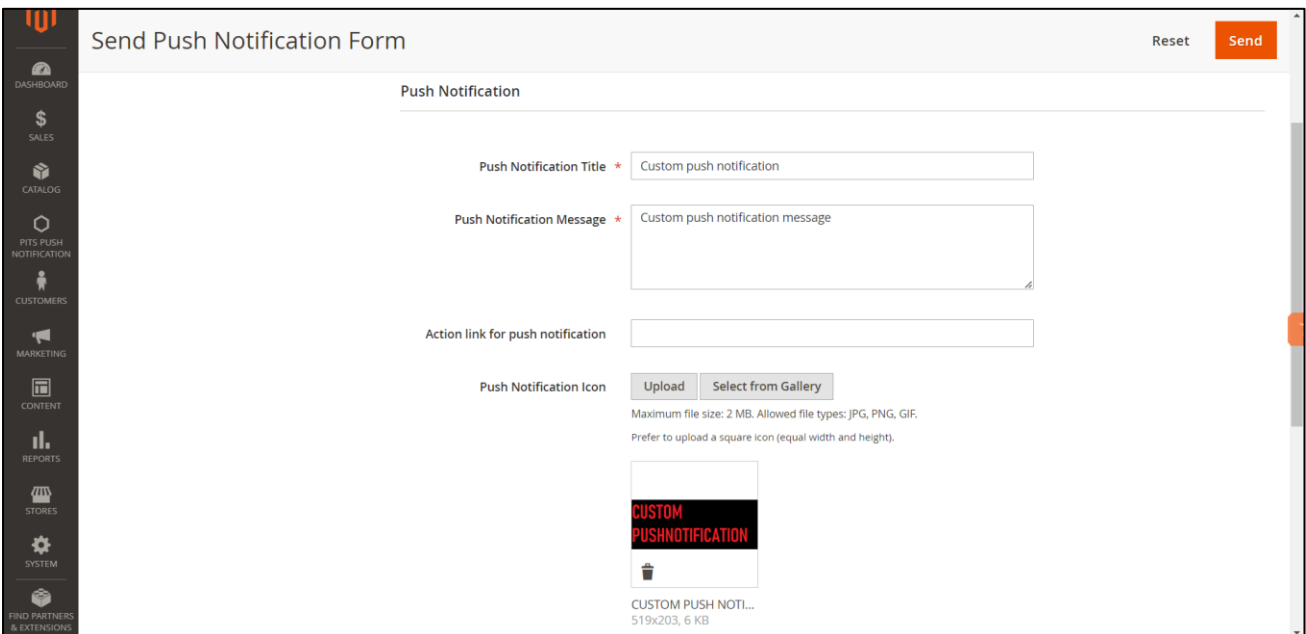 Send Push Notification Form
Reset
Send
DASHBOARD
SALES
CATALOG
PITS PUSH
NOTIFICATION
CUSTOMERS
MARKETING
CONTENT
REPORTS
STORES
SYSTEM
FIND PARTNERS
& EXTENSIONS
Push Notification
Push Notification Title *
Custom push notification
Push Notification Message *
Custom push notification message
Action link for push notification
Push Notification Icon
Upload
Select from Gallery
Maximum file size: 2 MB. Allowed file types: JPG, PNG, GIF.
Prefer to upload a square icon (equal width and height).
CUSTOM
PUSHNOTIFICATION
CUSTOM PUSH NOTI...
519x203, 6 KB